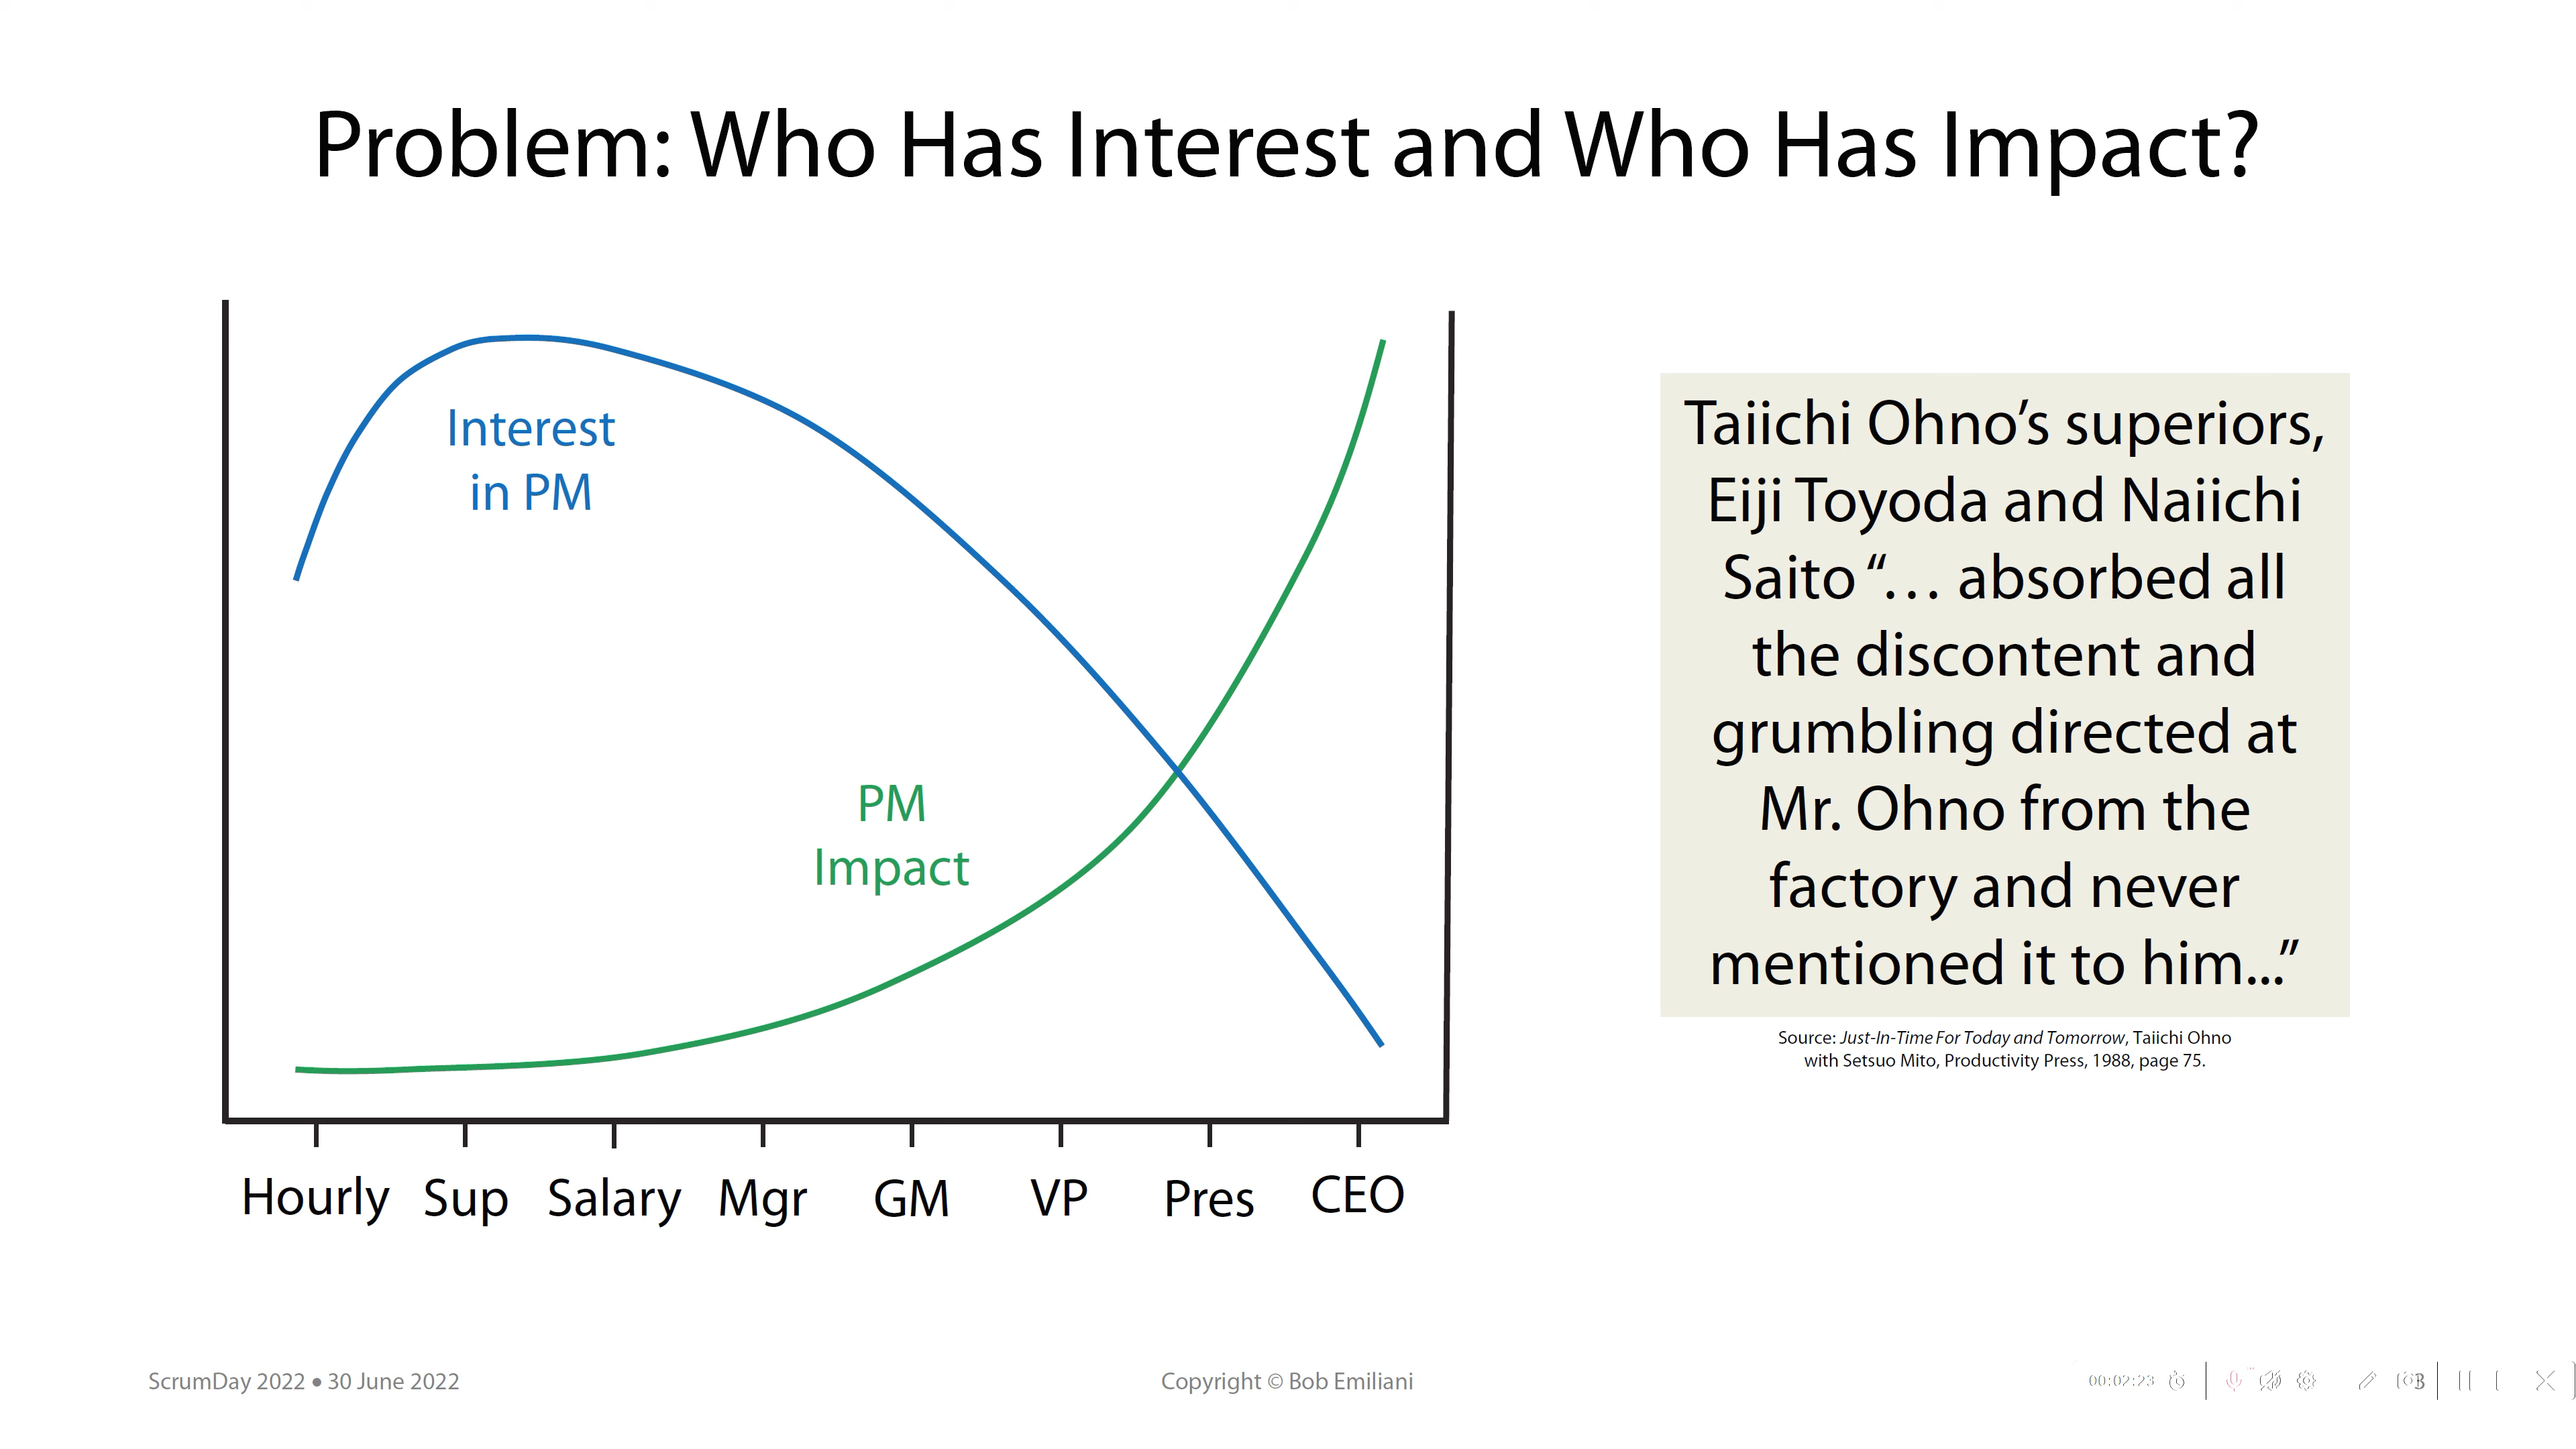 Problem: Who Has Interest and Who Has Impact?
Interest
in PM
PM
Impact
Hourly Sup Salary Mgr GM VP Pres CEO
Taiichi Ohno’s superiors,
Eiji Toyoda and Naiichi
Saito “… absorbed all
the discontent and
grumbling directed at
Mr. Ohno from the
factory and never
mentioned it to him...”
Source: Just-In-Time For Today and Tomorrow, Taiichi Ohno
with Setsuo Mito, Productivity Press, 1988, page 75.
ScrumDay 2022 • 30 June 2022
Copyright © Bob Emiliani
00:02:23
3